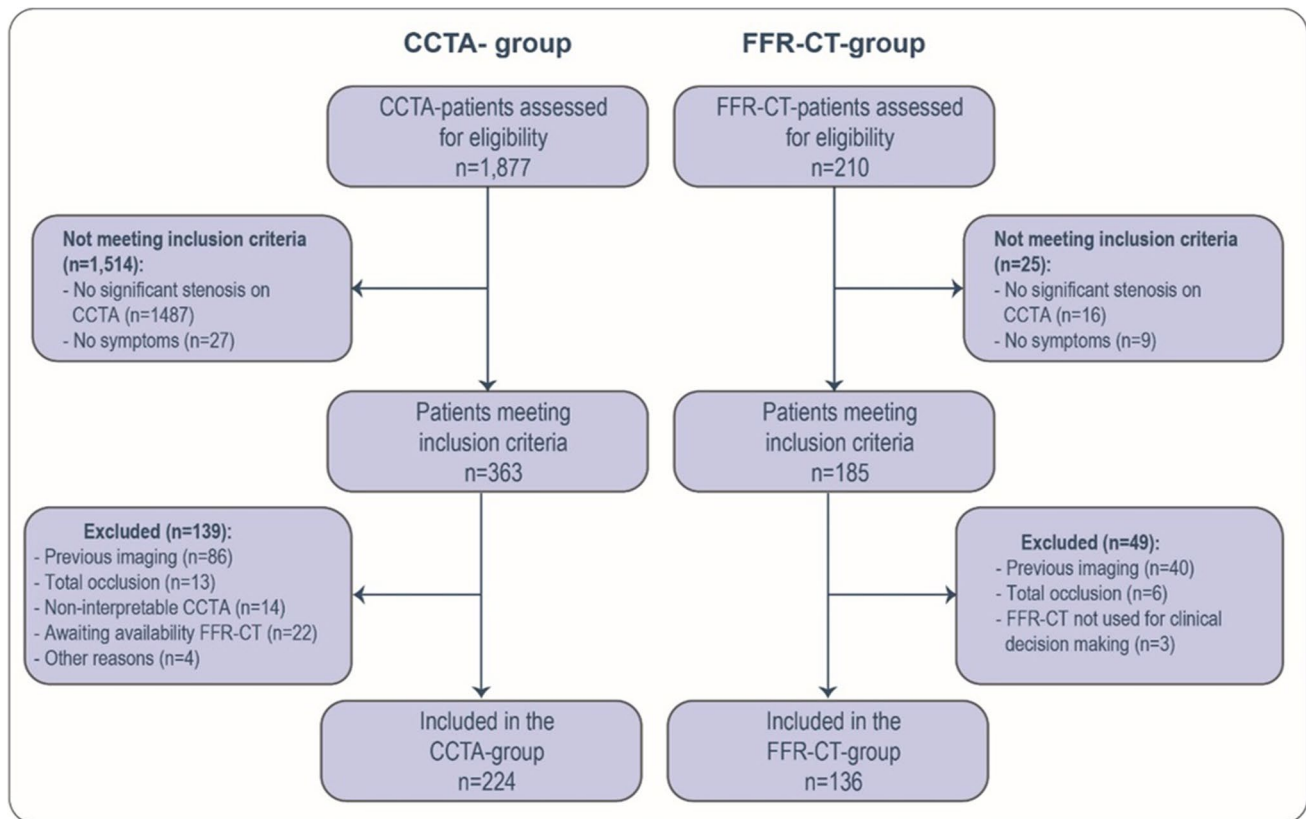 CCTA- group
FFR-CT-group
CCTA-patients assessed
for eligibility
n=1,877
FFR-CT-patients assessed
for eligibility
n=210
Not meeting inclusion criteria
(n=1,514):
- No significant stenosis on
CCTA (n=1487)
- No symptoms (n=27)
Not meeting inclusion criteria
(n=25):
- No significant stenosis on
CCTA (n=16)
- No symptoms (n=9)
Patients meeting
inclusion criteria
n=363
Patients meeting
inclusion criteria
n=185
Excluded (n=139):
- Previous imaging (n=86)
- Total occlusion (n=13)
- Non-interpretable CCTA (n=14)
- Awaiting availability FFR-CT (n=22)
- Other reasons (n=4)
Excluded (n=49):
- Previous imaging (n=40)
- Total occlusion (n=6)
- FFR-CT not used for clinical
decision making (n=3)
Included in the
CCTA-group
n=224
Included in the
FFR-CT-group
n=136